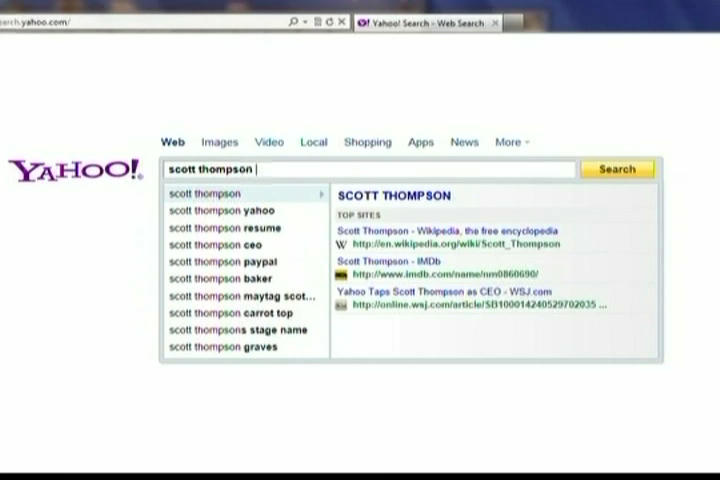 arch.yahoo.com/
Yahoo! Search - Web Search
Web Images Video Local Shopping Apps News More
YAHOO!
scott thompson
Search
scott thompson
scott thompson yahoo
scott thompson resume
scott thompson ceo
scott thompson paypal
scott thompson baker
scott thompson maytag scot...
scott thompson carrot top
scott thompsons stage name
scott thompson graves
SCOTT THOMPSON
TOP SITES
Scott Thompson - Wikipedia, the free encyclopedia
W http://en.wikipedia.org/wiki/Scott_Thompson
Scott Thompson - IMDb
http://www.imdb.com/name/nm0860690/
Yahoo Taps Scott Thompson as CEO - WSJ.com
http://online.wsj.com/article/SB100014240529702035 ...